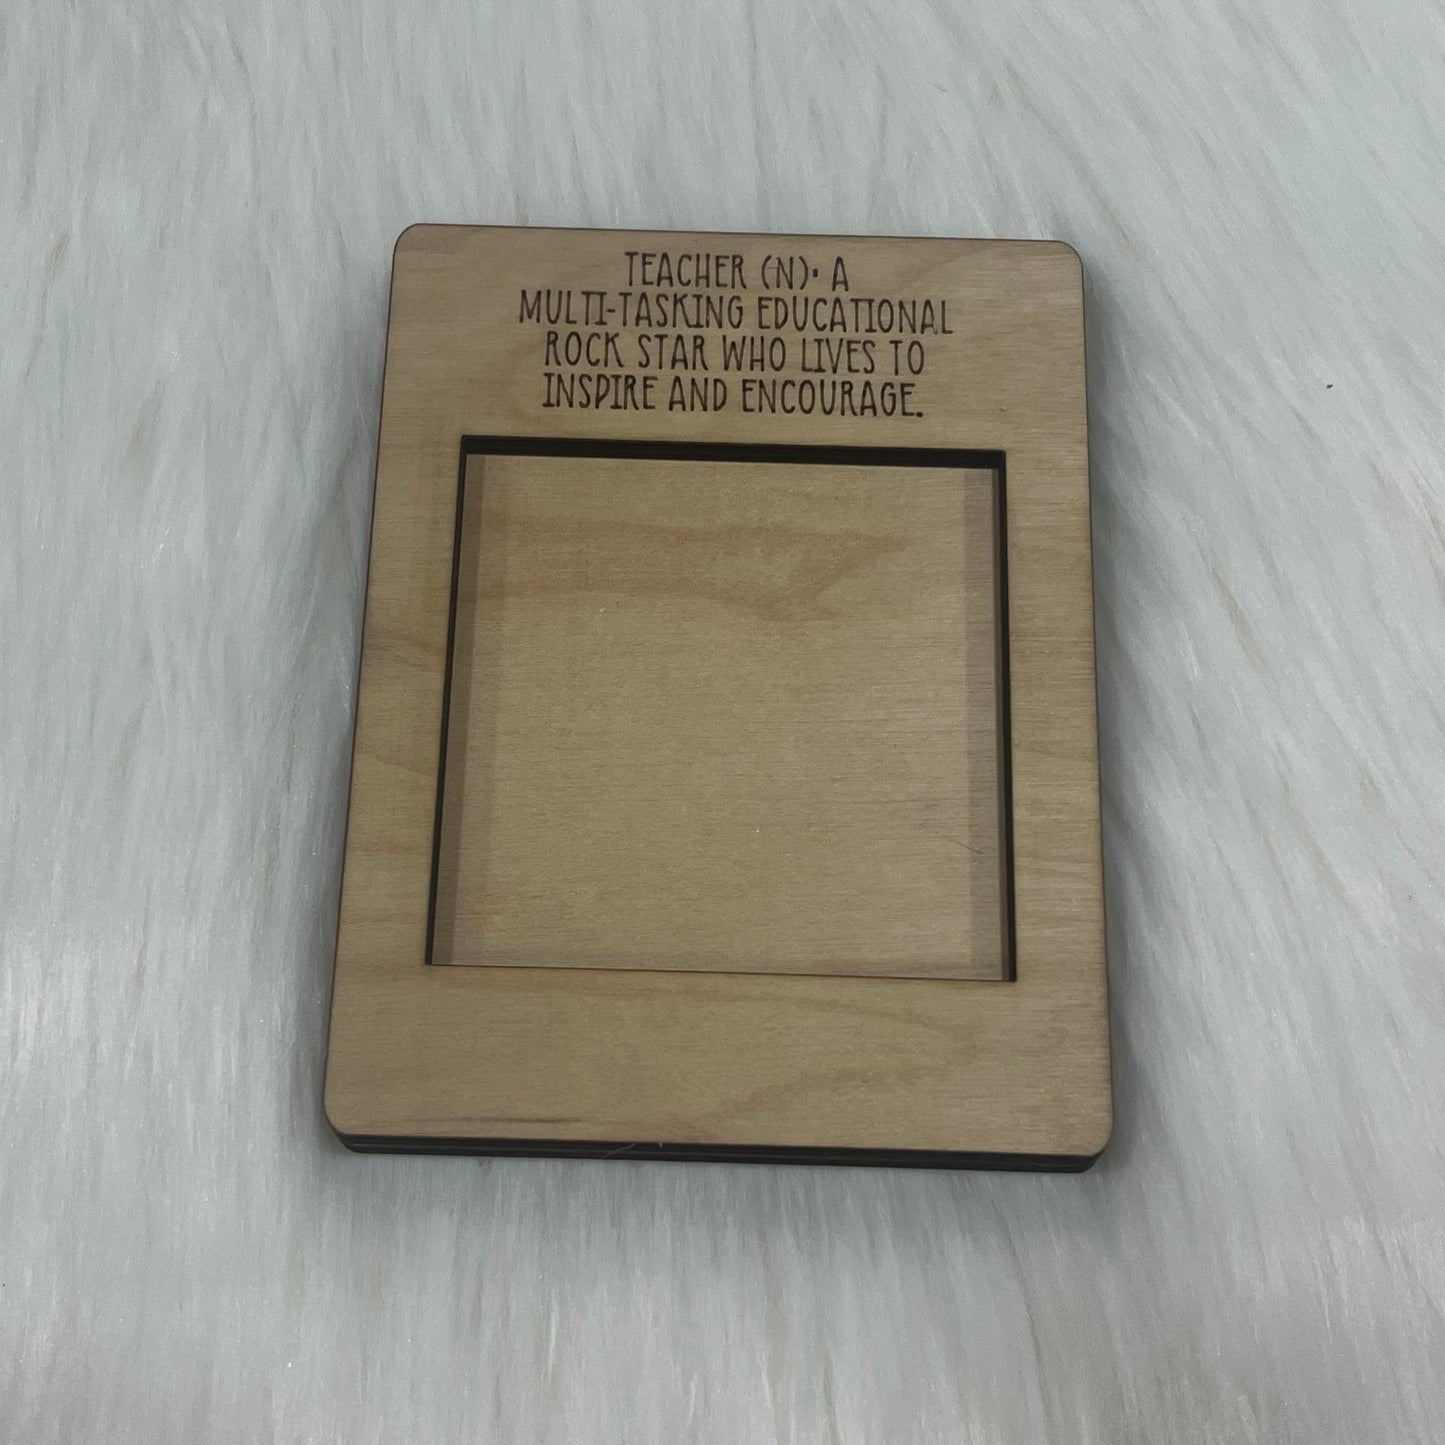 TEACHER (N)· A
MULTI-TASKING EDUCATIONAL
ROCK STAR WHO LIVES TO
INSPIRE AND ENCOURAGE.